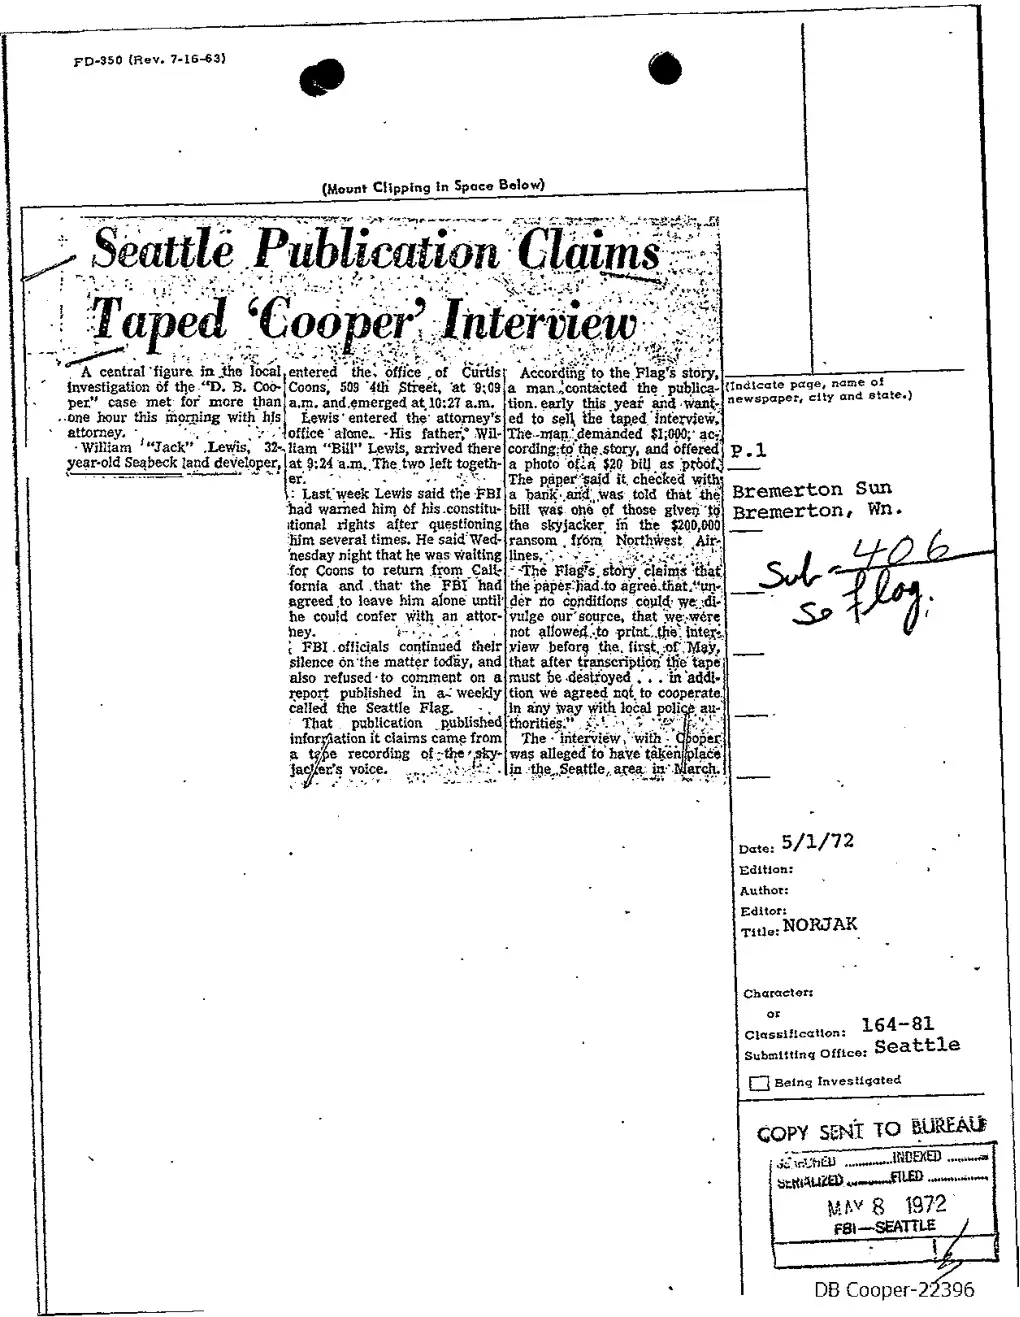 FD-350 (Rev. 7-16-63)
(Mount Clipping in Space Below)
Seattle Publication Claims
Taped 'Cooper' Interview
A central figure in the local
investigation of the "D. B. Coo-
per" case met for more than
one hour this morning with his
attorney.
William "Jack" Lewis, 32-
year-old Seabeck land developer,
entered the office of Curtis
Coons, 509 4th Street, at 9:09
a.m. and emerged at 10:27 a.m.
Lewis entered the attorney's
office alone. His father, Wil-
liam "Bill" Lewis, arrived there
at 9:24 a.m. The two left togeth-
er.
Last week Lewis said the FBI
had warned him of his constitu-
tional rights after questioning
him several times. He said Wed-
nesday night that he was waiting
for Coons to return from Cali-
fornia and that the FBI had
agreed to leave him alone until
he could confer with an attor-
ney.
FBI officials continued their
silence on the matter today, and
also refused to comment on a
report published in a weekly
called the Seattle Flag.
That publication published
information it claims came from
a tape recording of the sky-
jacker's voice.
According to the Flag's story,
a man contacted the publica-
tion early this year and want-
ed to sell the taped interview.
The man demanded $1,000, ac-
cording to the story, and offered
a photo of a $20 bill as proof.
The paper said it checked with
a bank and was told that the
bill was one of those given to
the skyjacker in the $200,000
ransom from Northwest Air-
lines.
The Flag's story claims that
the paper had to agree that "un-
der no conditions could we di-
vulge our source, that we were
not allowed to print the inter-
view before the first of May,
that after transcription the tape
must be destroyed . . . in addi-
tion we agreed not to cooperate
in any way with local police au-
thorities."
The interview with Cooper
was alleged to have taken place
in the Seattle area in March.
(Indicate page, name of
newspaper, city and state.)
P.1
Bremerton Sun
Bremerton, Wn.
Sub-406
Se Flag.
Date: 5/1/72
Edition:
Author:
Editor:
Title: NORJAK
Character:
or
Classification: 164-81
Submitting Office: Seattle
Being Investigated
COPY SENT TO BUREAU
SEARCHED ............INDEXED ............
SERIALIZED ............FILED ............
MAY 8 1972
FBI—SEATTLE
DB Cooper-22396